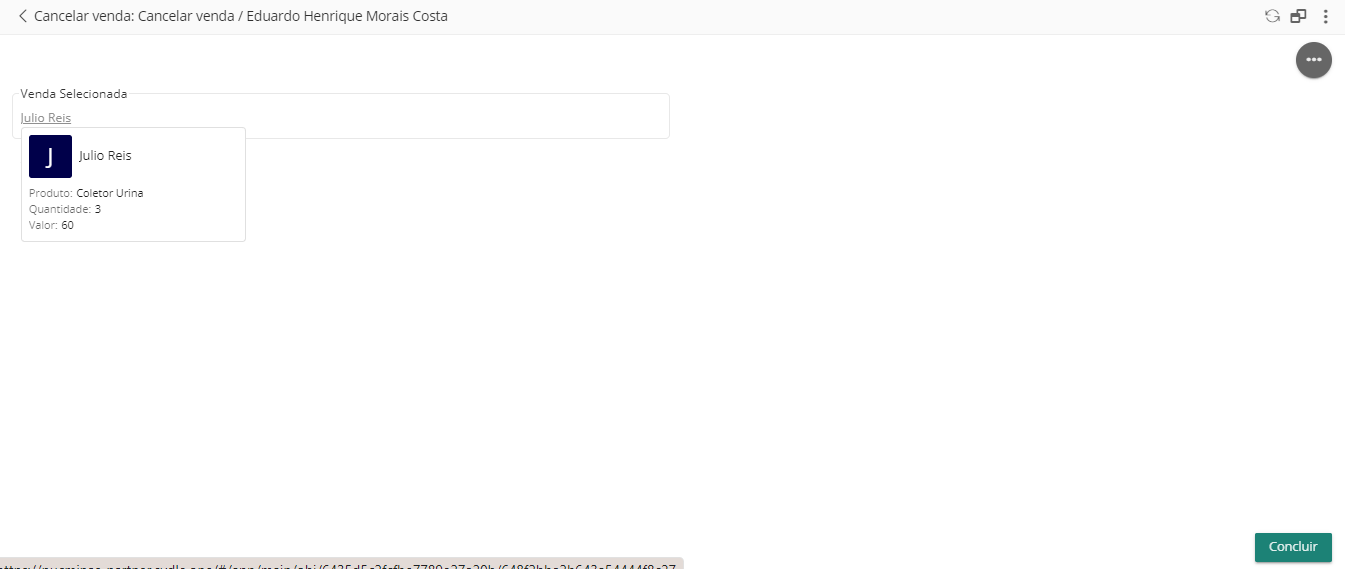 Cancelar venda: Cancelar venda / Eduardo Henrique Morais Costa
Venda Selecionada
Julio Reis
J
Julio Reis
Produto: Coletor Urina
Quantidade: 3
Valor: 60
Concluir